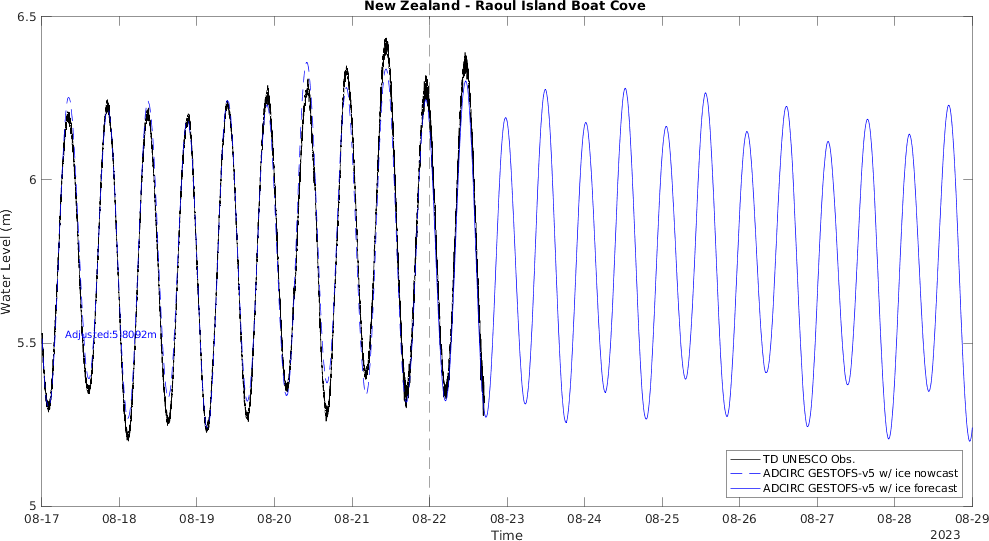 New Zealand - Raoul Island Boat Cove
6.5
6
5.5
5
Water Level (m)
Adjusted:5.8092m
TD UNESCO Obs.
ADCIRC GESTOFS-v5 w/ ice nowcast
ADCIRC GESTOFS-v5 w/ ice forecast
08-17 08-18 08-19 08-20 08-21 08-22 08-23 08-24 08-25 08-26 08-27 08-28 08-29
Time
2023